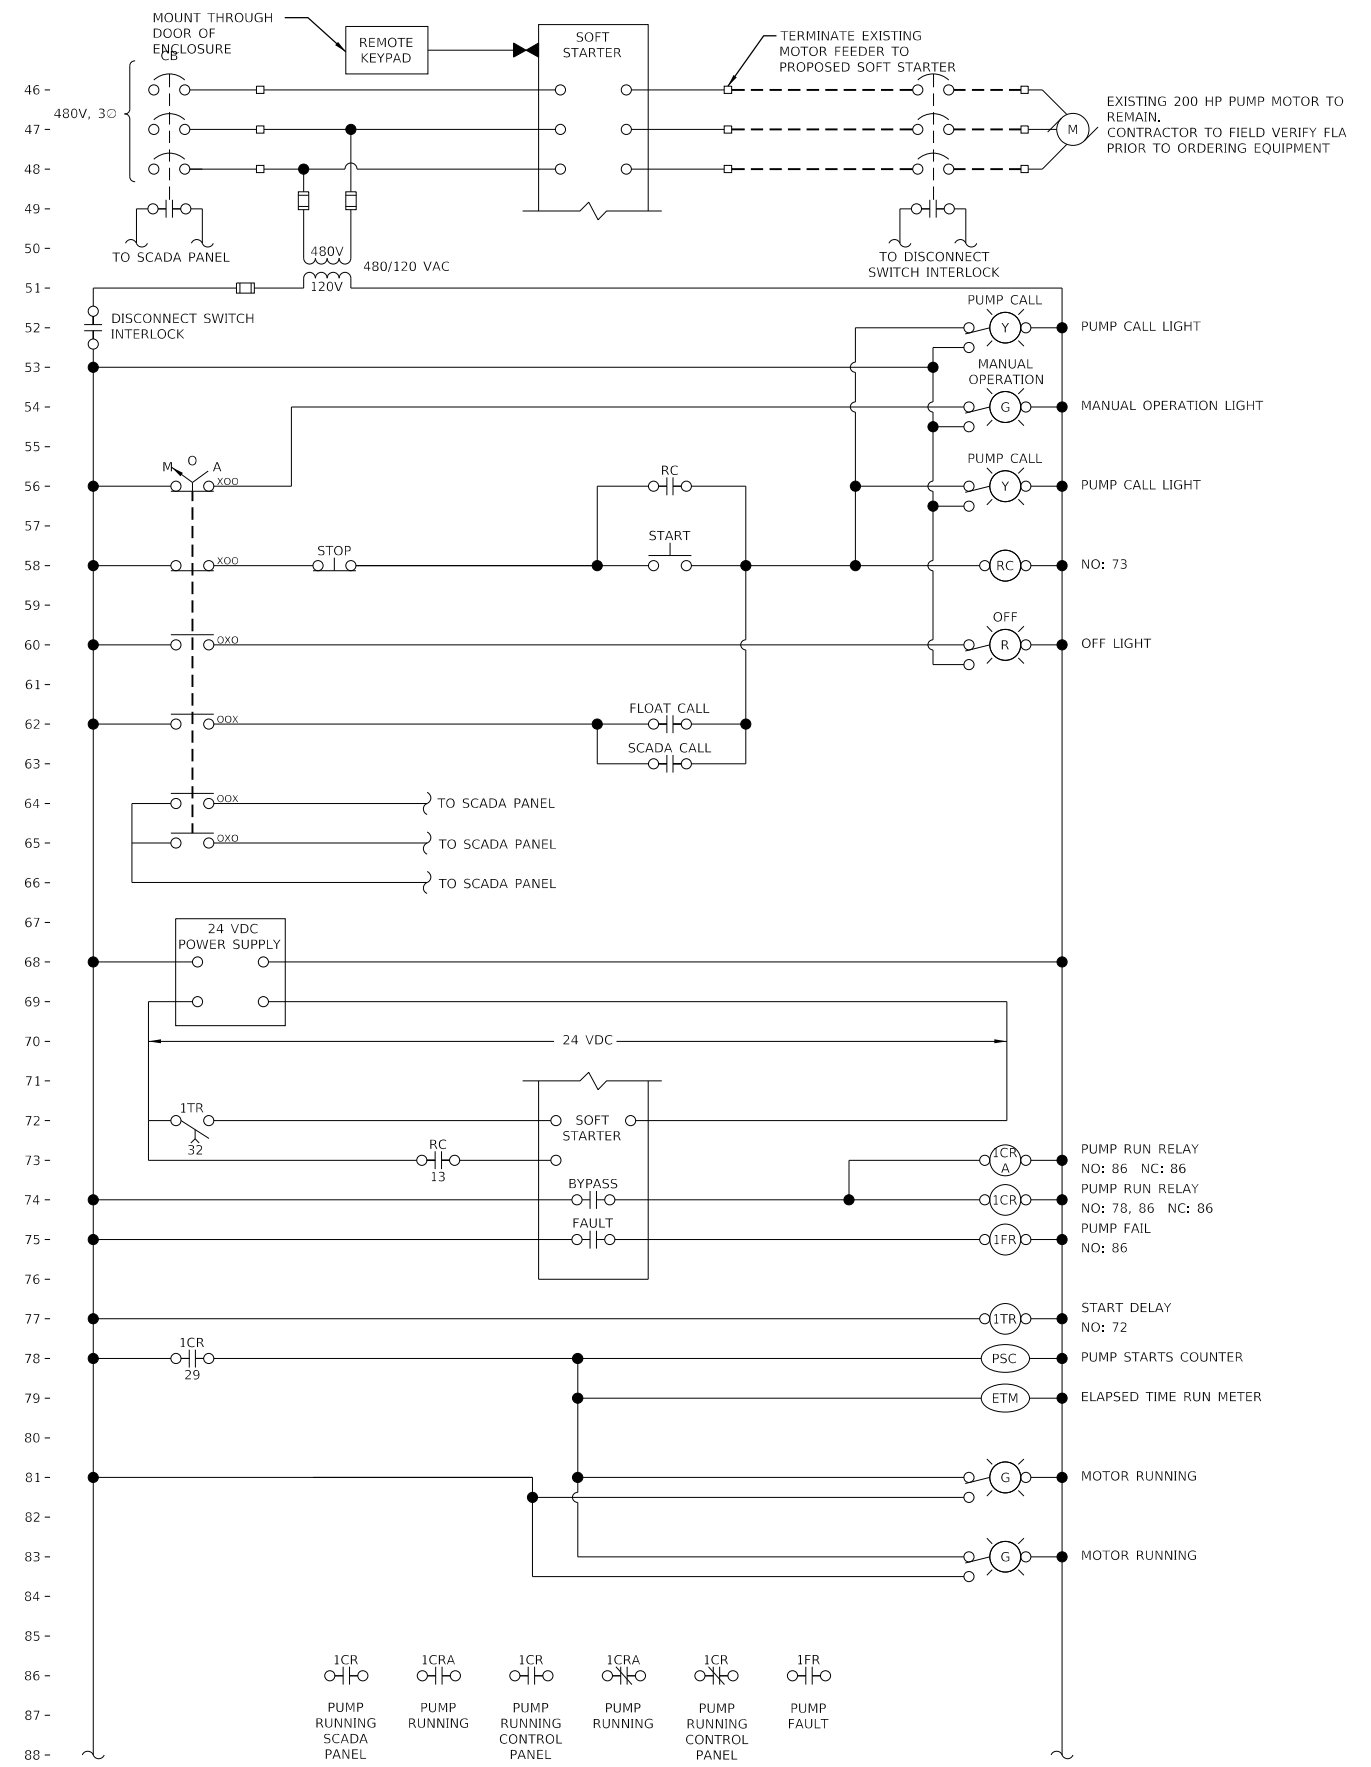 MOUNT THROUGH
DOOR OF
ENCLOSURE
CB
REMOTE
KEYPAD
SOFT
STARTER
TERMINATE EXISTING
MOTOR FEEDER TO
PROPOSED SOFT STARTER
46
480V, 3∅
47
M
EXISTING 200 HP PUMP MOTOR TO
REMAIN.
CONTRACTOR TO FIELD VERIFY FLA
PRIOR TO ORDERING EQUIPMENT
48
49
50
TO SCADA PANEL
480V
480/120 VAC
120V
TO DISCONNECT
SWITCH INTERLOCK
51
DISCONNECT SWITCH
INTERLOCK
PUMP CALL
52
Y
PUMP CALL LIGHT
53
MANUAL
OPERATION
54
G
MANUAL OPERATION LIGHT
55
M
O
A
RC
PUMP CALL
56
XOO
Y
PUMP CALL LIGHT
57
STOP
START
58
XOO
RC
NO: 73
59
OFF
60
OXO
R
OFF LIGHT
61
FLOAT CALL
62
OOX
SCADA CALL
63
64
OOX
TO SCADA PANEL
65
OXO
TO SCADA PANEL
66
TO SCADA PANEL
67
24 VDC
POWER SUPPLY
68
69
70
24 VDC
71
1TR
72
SOFT
STARTER
32
RC
73
13
1CR
A
PUMP RUN RELAY
NO: 86 NC: 86
BYPASS
74
1CR
PUMP RUN RELAY
NO: 78, 86 NC: 86
FAULT
75
1FR
PUMP FAIL
NO: 86
76
77
1TR
START DELAY
NO: 72
1CR
78
29
PSC
PUMP STARTS COUNTER
79
ETM
ELAPSED TIME RUN METER
80
81
G
MOTOR RUNNING
82
83
G
MOTOR RUNNING
84
85
86
1CR
1CRA
1CR
1CRA
1CR
1FR
87
PUMP
RUNNING
SCADA
PANEL
PUMP
RUNNING
PUMP
RUNNING
CONTROL
PANEL
PUMP
RUNNING
PUMP
RUNNING
CONTROL
PANEL
PUMP
FAULT
88